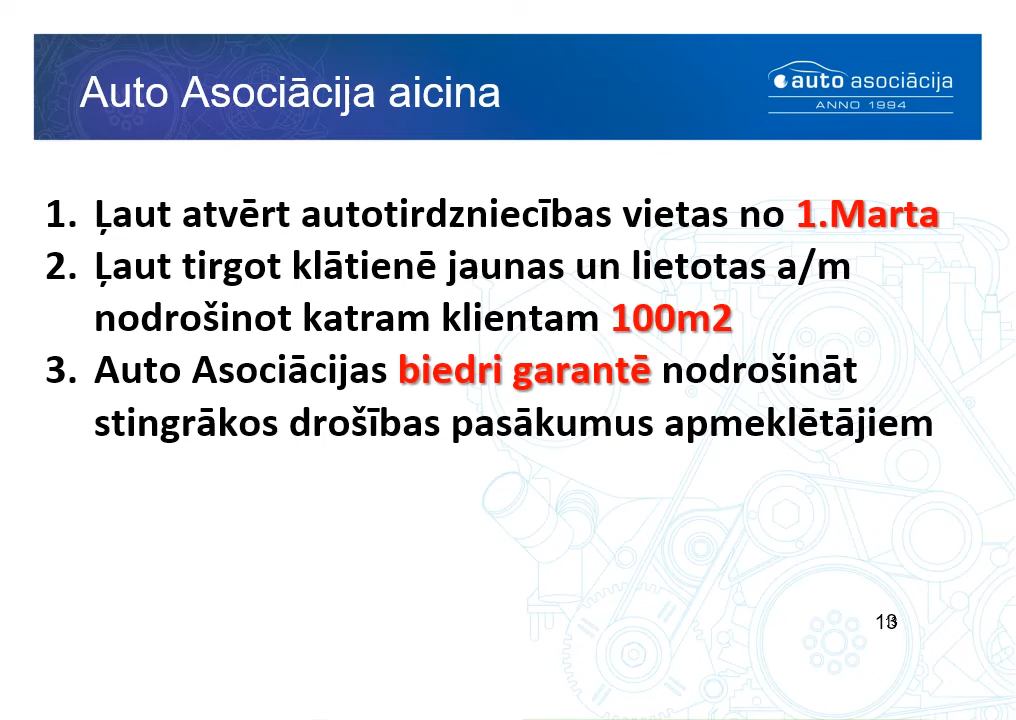 Auto Asociācija aicina
auto asociācija
ANNO 1994
1. Ļaut atvērt autotirdzniecības vietas no 1.Marta
2. Ļaut tirgot klātienē jaunas un lietotas a/m
nodrošinot katram klientam 100m2
3. Auto Asociācijas biedri garantē nodrošināt
stingrākos drošības pasākumus apmeklētājiem
13